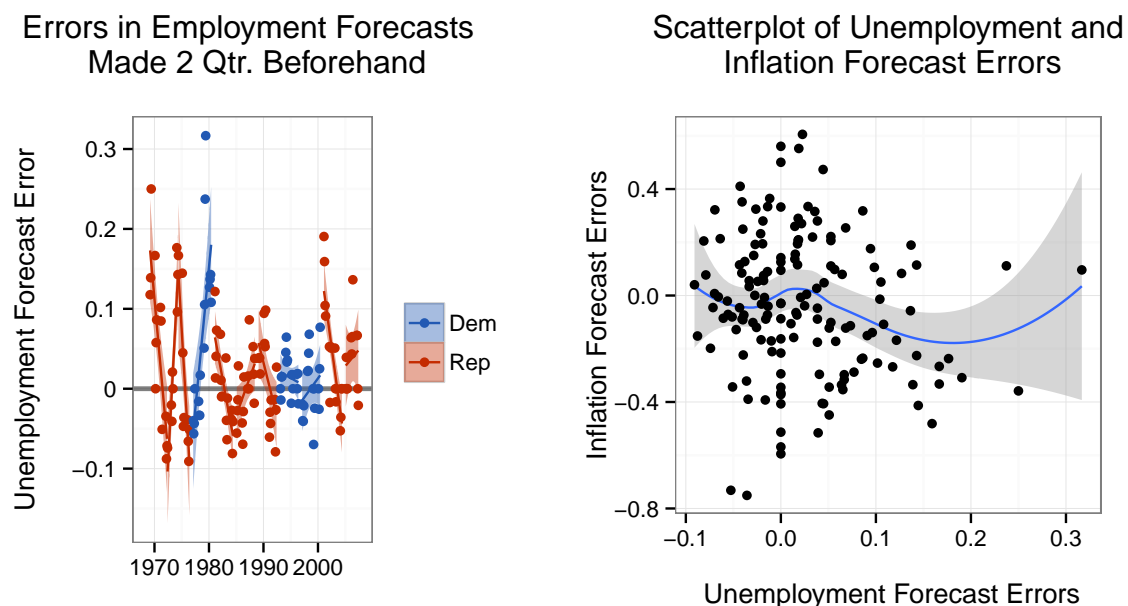 Errors in Employment Forecasts
Made 2 Qtr. Beforehand
Unemployment Forecast Error
0.3
0.2
0.1
0
−0.1
1970 1980 1990 2000
Dem
Rep
Scatterplot of Unemployment and
Inflation Forecast Errors
Inflation Forecast Errors
0.4
0.0
−0.4
−0.8
−0.1 0.0 0.1 0.2 0.3
Unemployment Forecast Errors